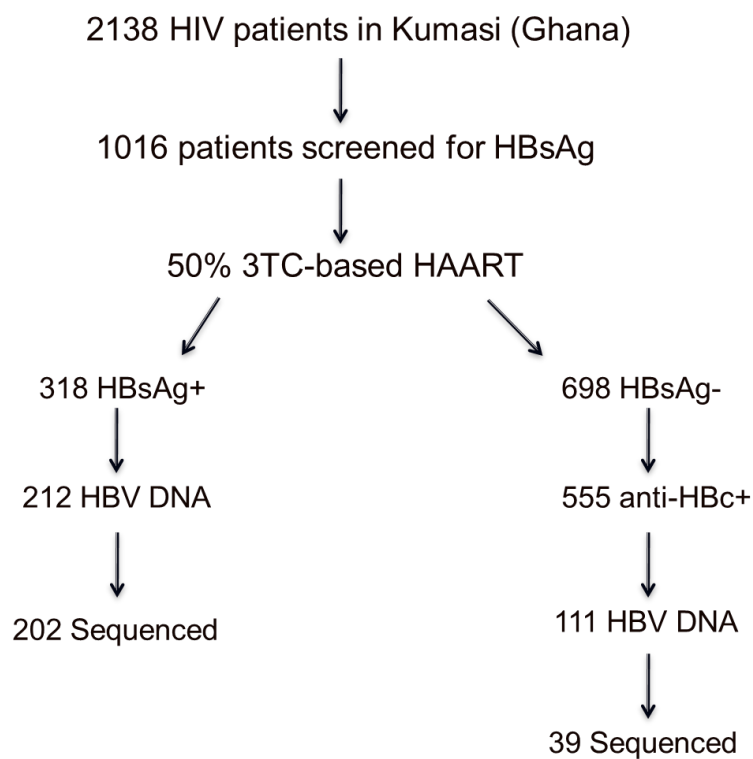 2138 HIV patients in Kumasi (Ghana)
1016 patients screened for HBsAg
50% 3TC-based HAART
318 HBsAg+
698 HBsAg-
212 HBV DNA
555 anti-HBc+
202 Sequenced
111 HBV DNA
39 Sequenced